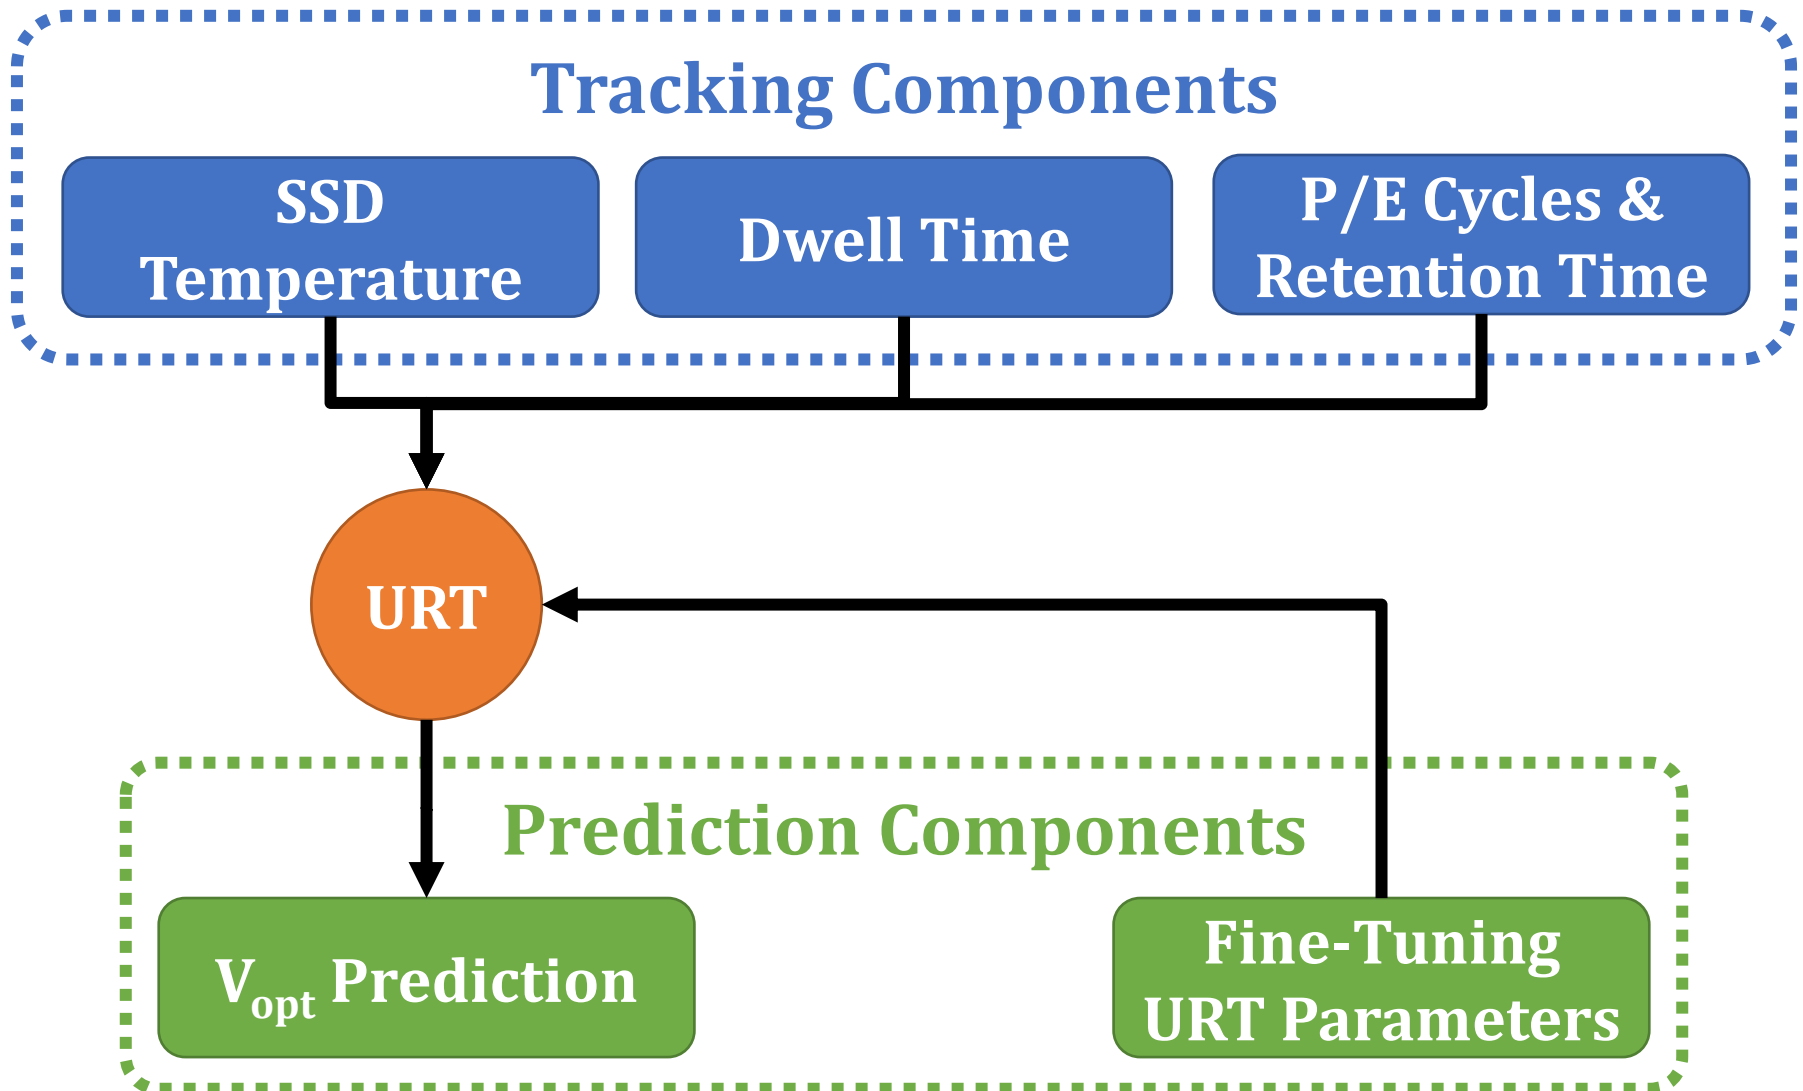 Tracking Components
SSD
Temperature
Dwell Time
P/E Cycles &
Retention Time
URT
Prediction Components
Vopt Prediction
Fine-Tuning
URT Parameters